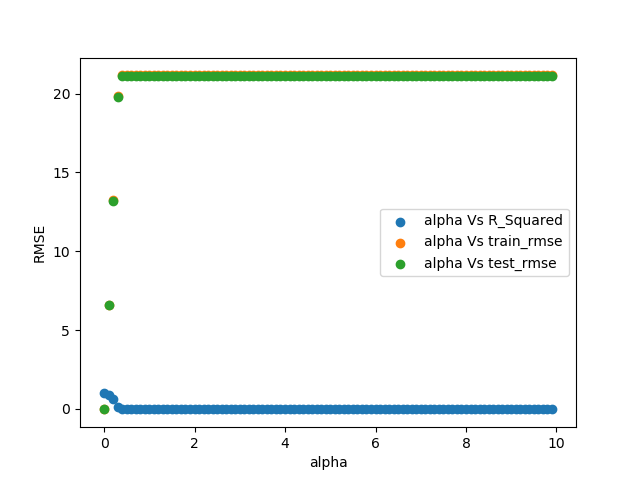 20
15
10
5
0
RMSE
alpha Vs R_Squared
alpha Vs train_rmse
alpha Vs test_rmse
0 2 4 6 8 10
alpha